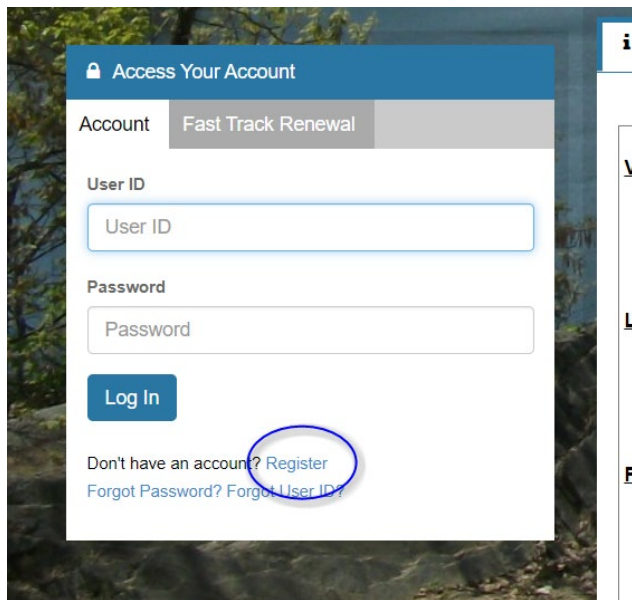 Access Your Account
Account Fast Track Renewal
User ID
User ID
Password
Password
Log In
Don't have an account? Register
Forgot Password? Forgot User ID?
i
V
L
F